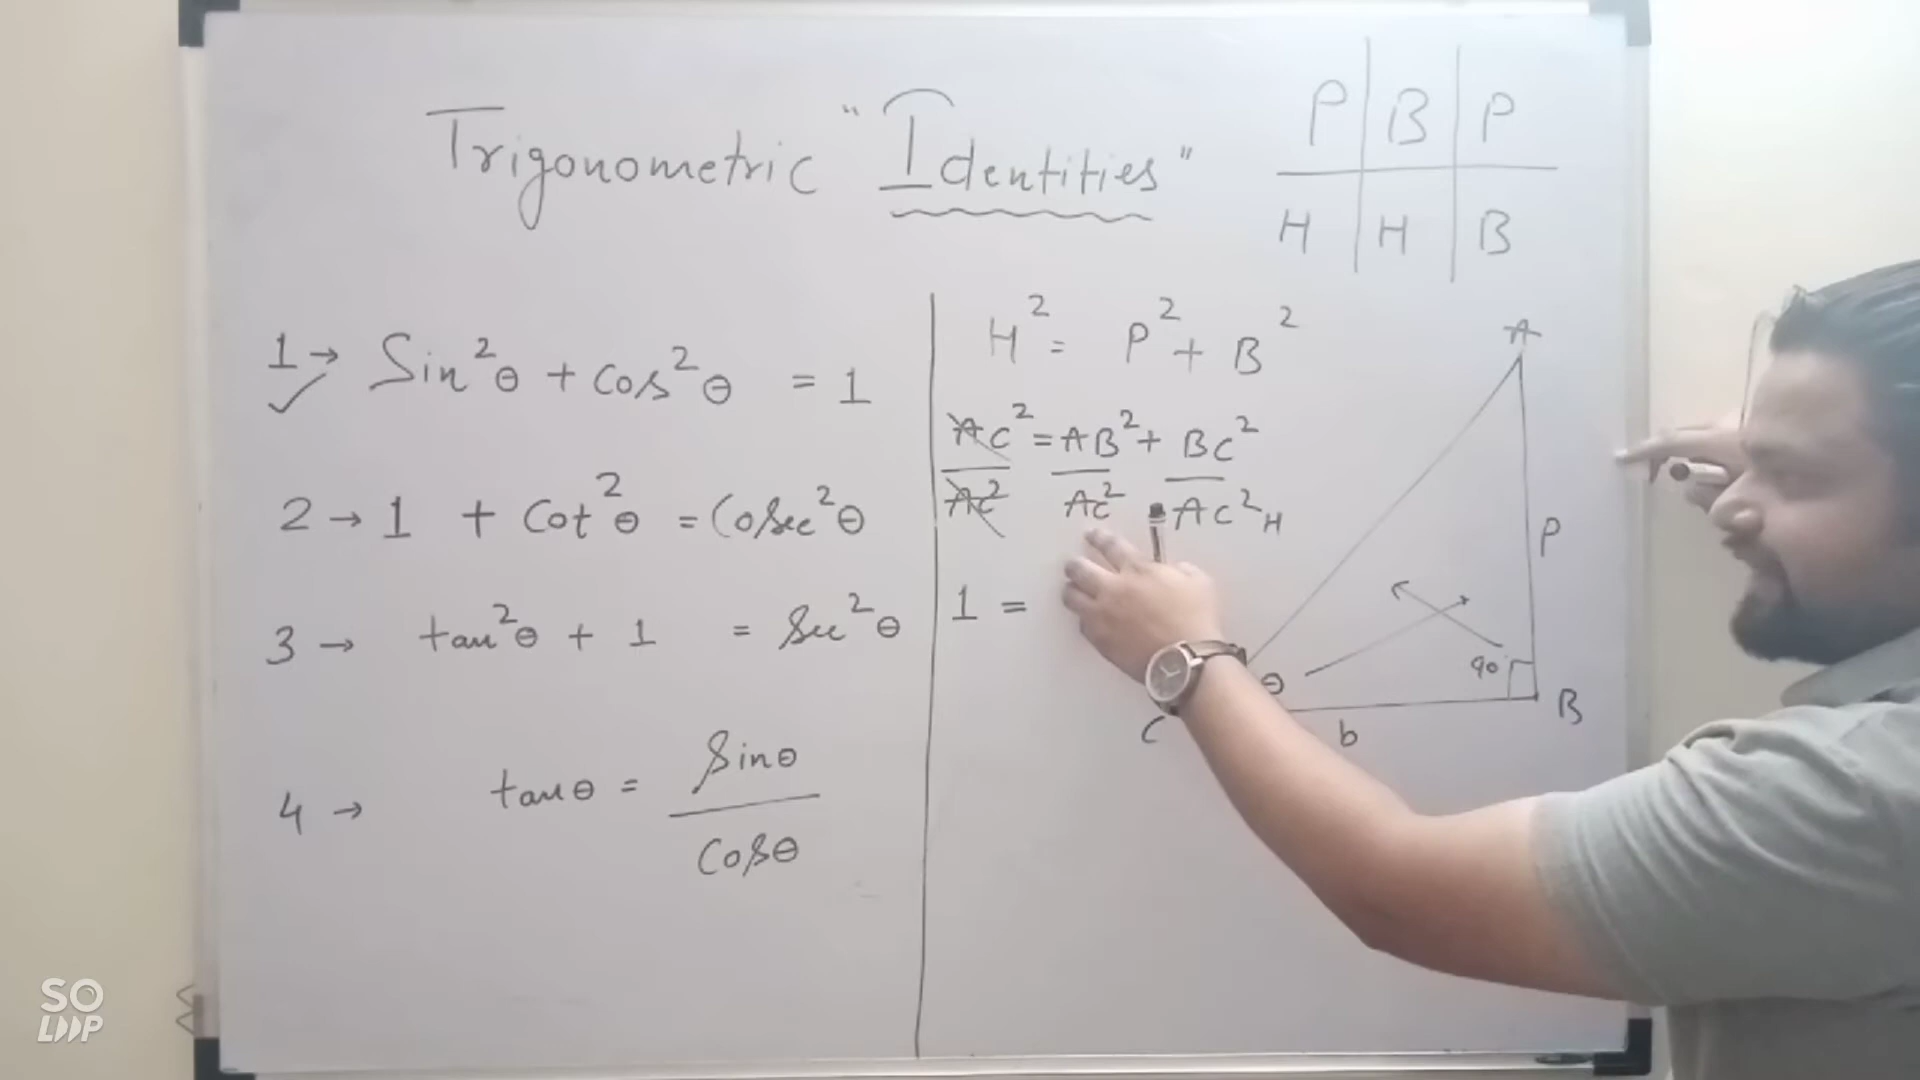 Trigonometric "Identities"
P B P
H H B
1 → Sin²θ + Cos²θ = 1
2 → 1 + Cot²θ = Cosec²θ
3 → tan²θ + 1 = Sec²θ
4 → tanθ = Sinθ
Cosθ
H² = P² + B²
AC² = AB² + BC²
AC² AC² AC² H
1 =
A
P
θ
90
C
b
B
SO
LOOP